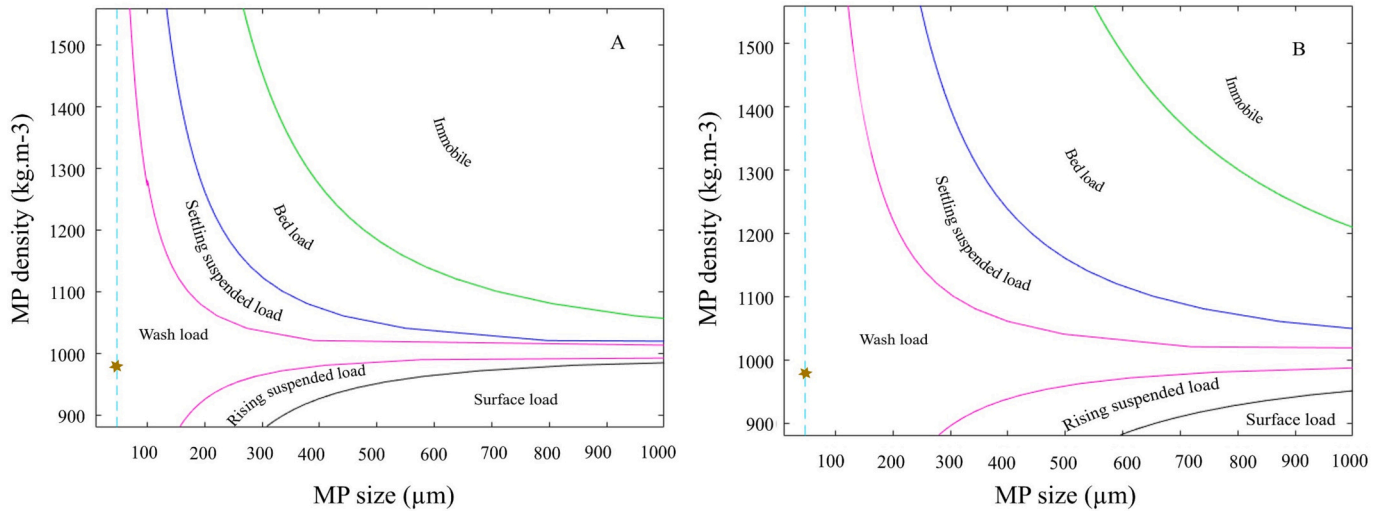 A
MP density (kg.m-3)
1500
1400
1300
1200
1100
1000
900
Immobile
Bed load
Settling suspended load
Wash load
Rising suspended load
Surface load
100 200 300 400 500 600 700 800 900 1000
MP size (µm)
B
MP density (kg.m-3)
1500
1400
1300
1200
1100
1000
900
Immobile
Bed load
Settling suspended load
Wash load
Rising suspended load
Surface load
100 200 300 400 500 600 700 800 900 1000
MP size (µm)